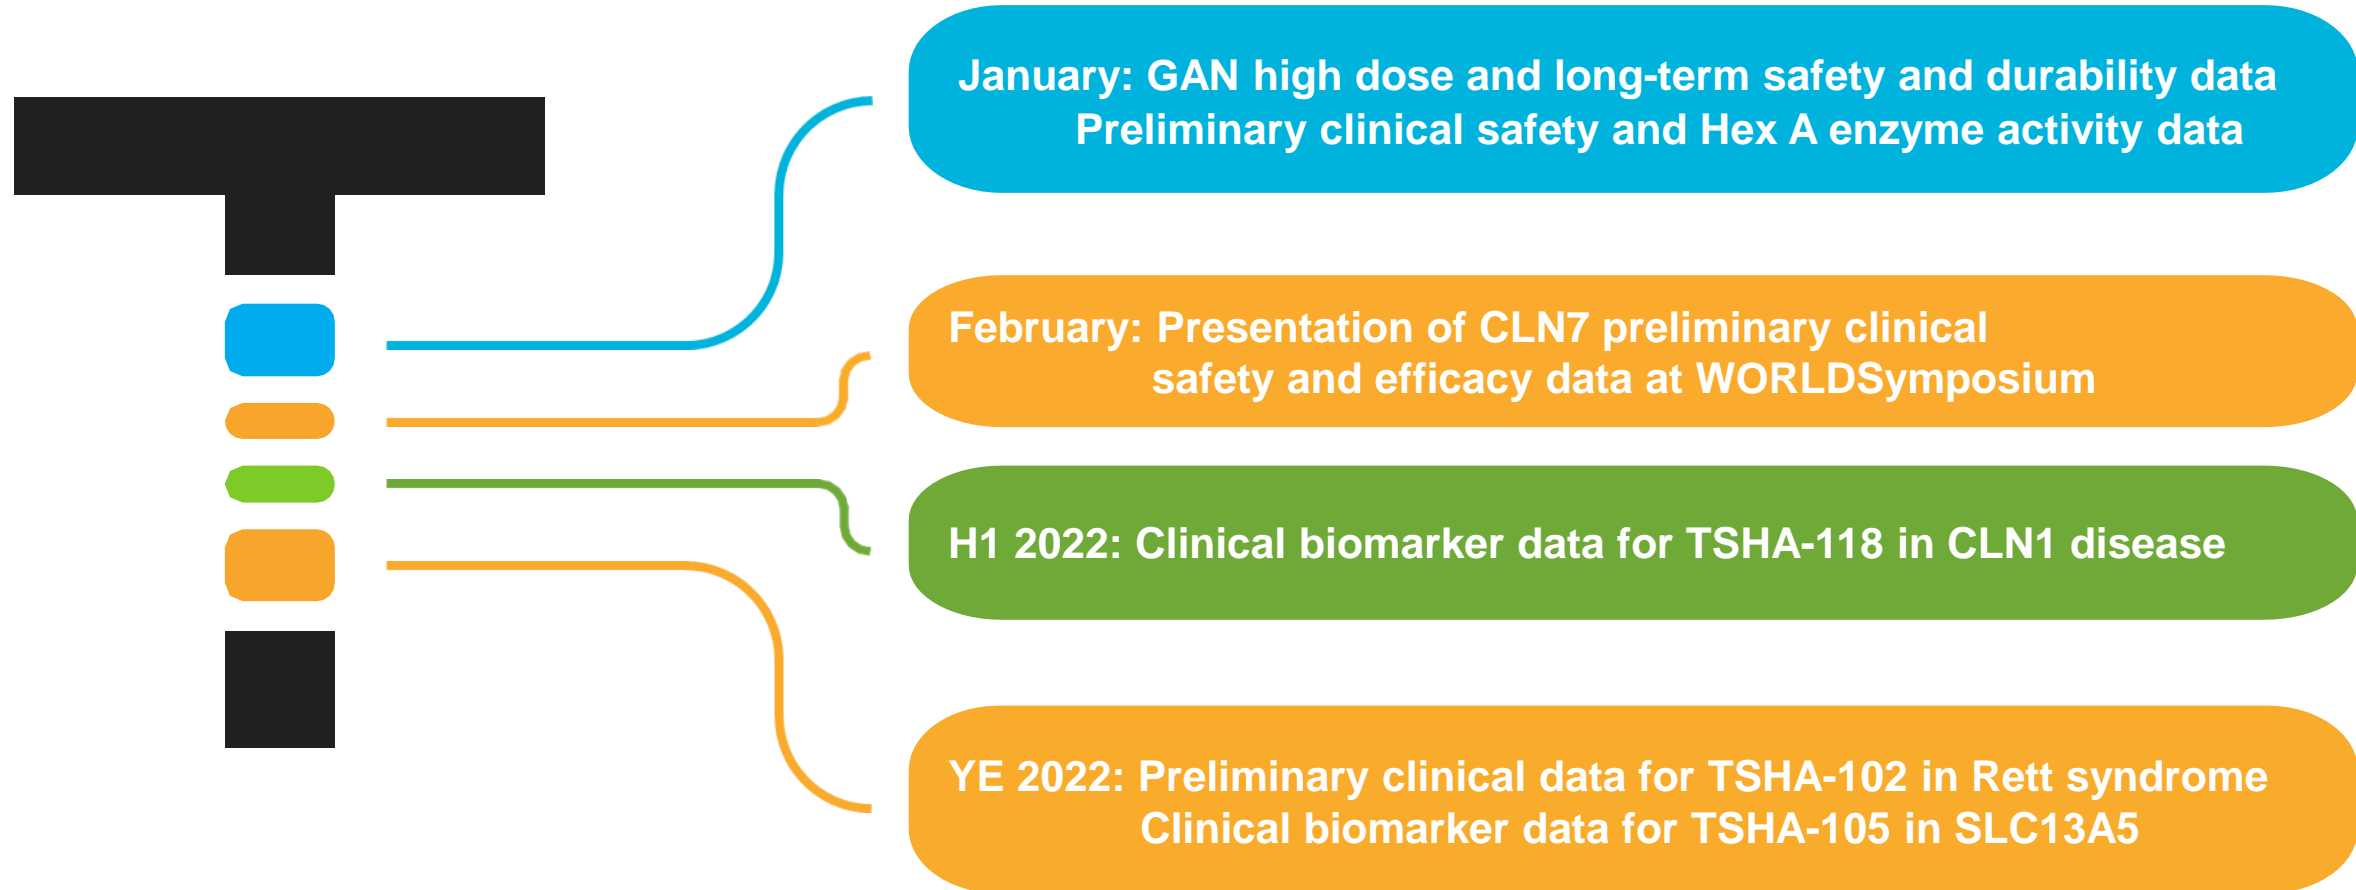 January: GAN high dose and long-term safety and durability data
Preliminary clinical safety and Hex A enzyme activity data
February: Presentation of CLN7 preliminary clinical
safety and efficacy data at WORLDSymposium
H1 2022: Clinical biomarker data for TSHA-118 in CLN1 disease
YE 2022: Preliminary clinical data for TSHA-102 in Rett syndrome
Clinical biomarker data for TSHA-105 in SLC13A5